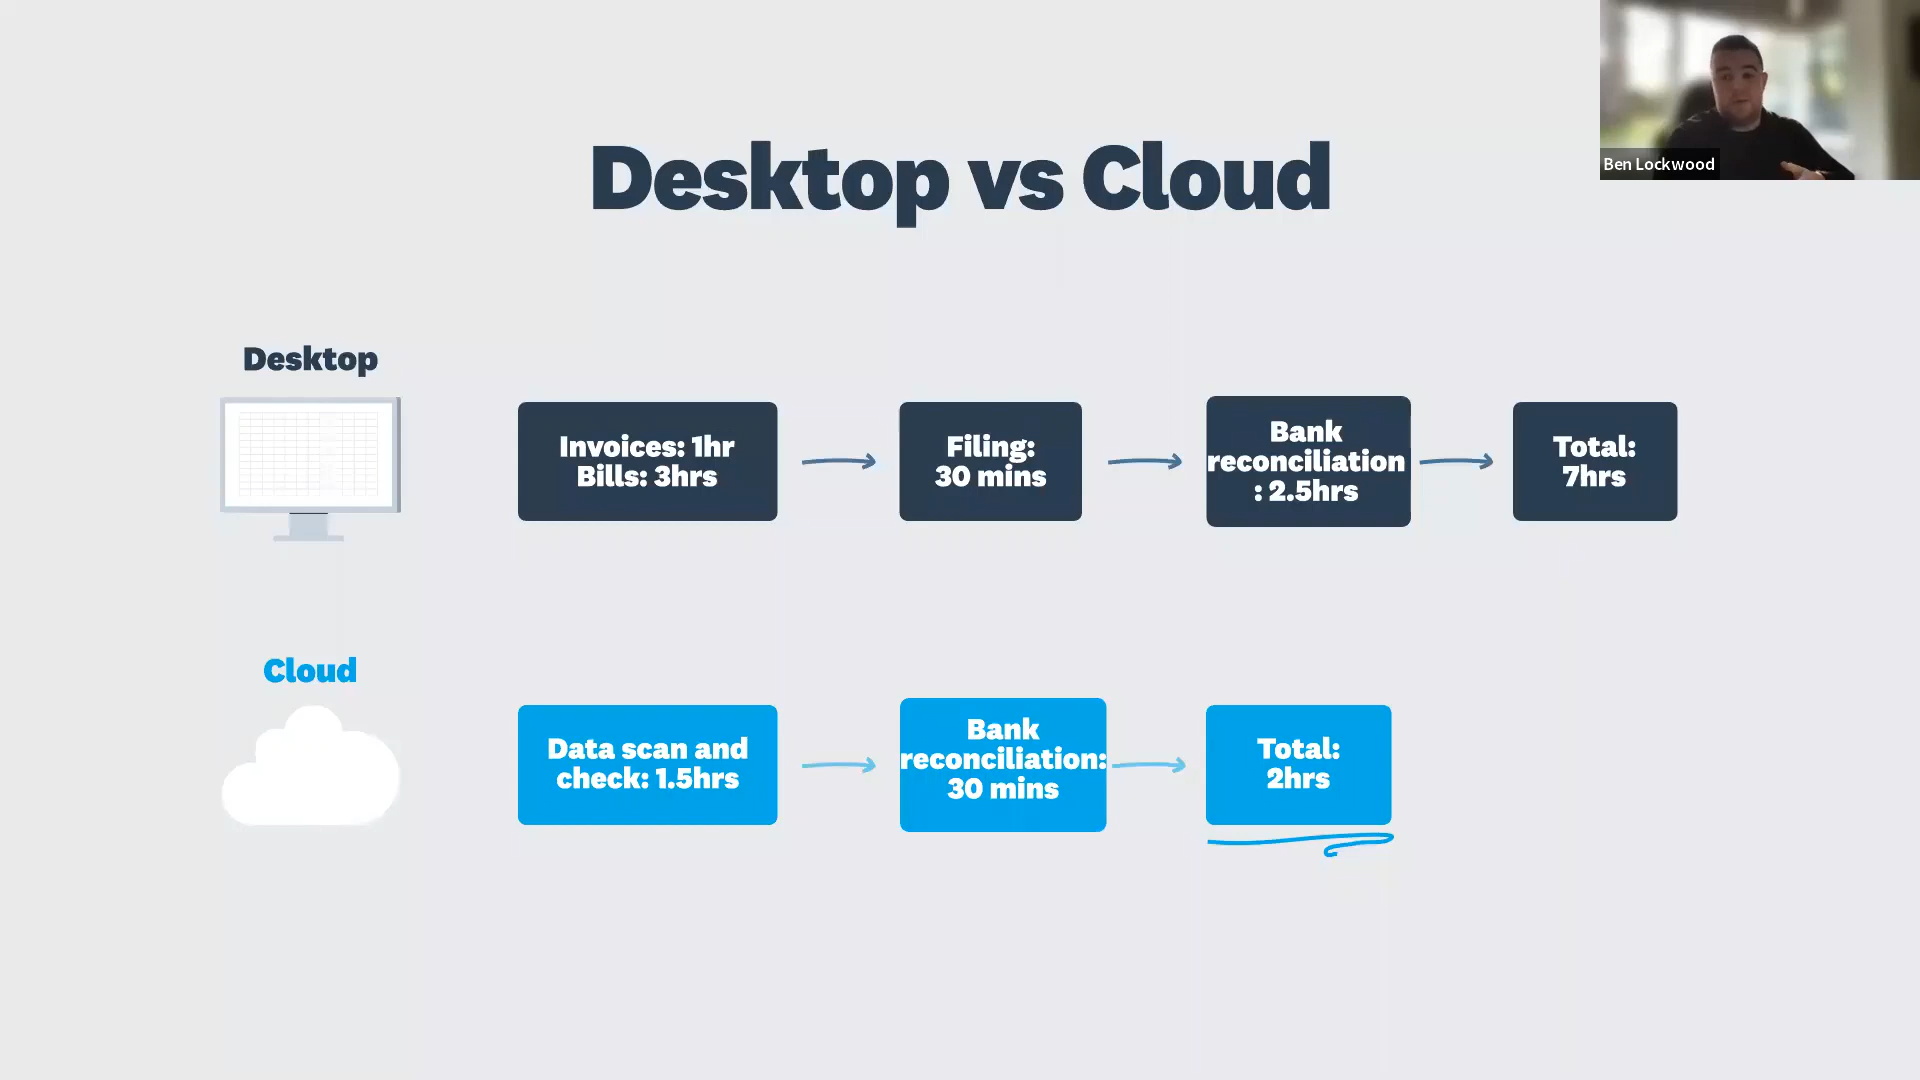 Desktop vs Cloud
Ben Lockwood
Desktop
Invoices: 1hr
Bills: 3hrs
Filing:
30 mins
Bank
reconciliation
: 2.5hrs
Total:
7hrs
Cloud
Data scan and
check: 1.5hrs
Bank
reconciliation:
30 mins
Total:
2hrs